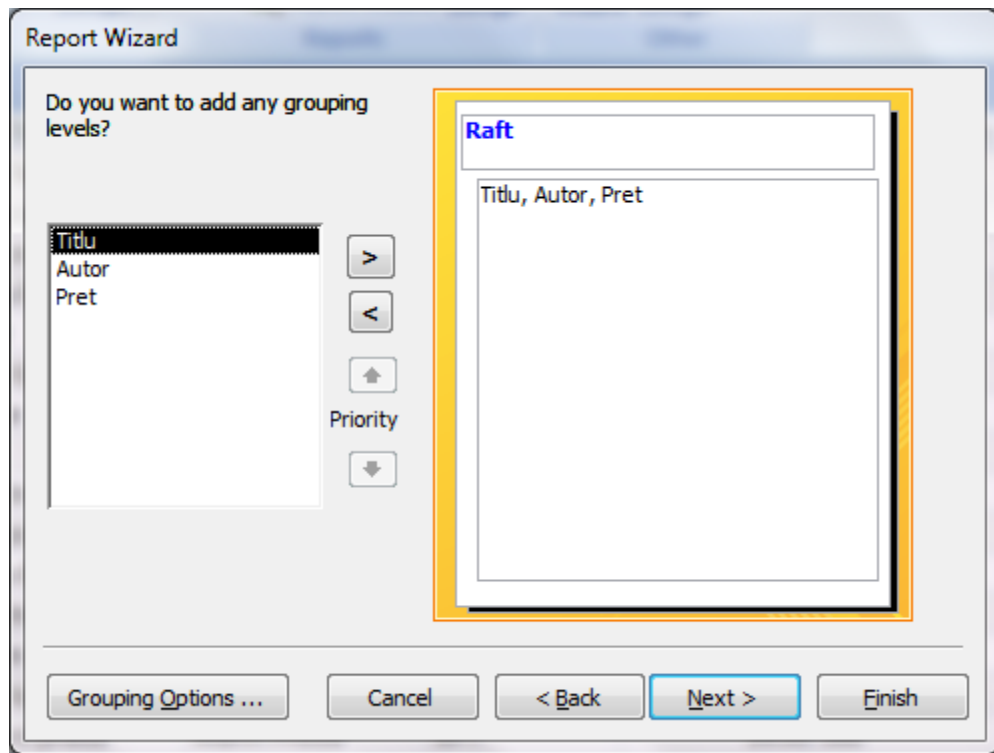 Report Wizard
Do you want to add any grouping
levels?
Titlu
Autor
Pret
>
<
Priority
Raft
Titlu, Autor, Pret
Grouping Options ...
Cancel
< Back
Next >
Finish